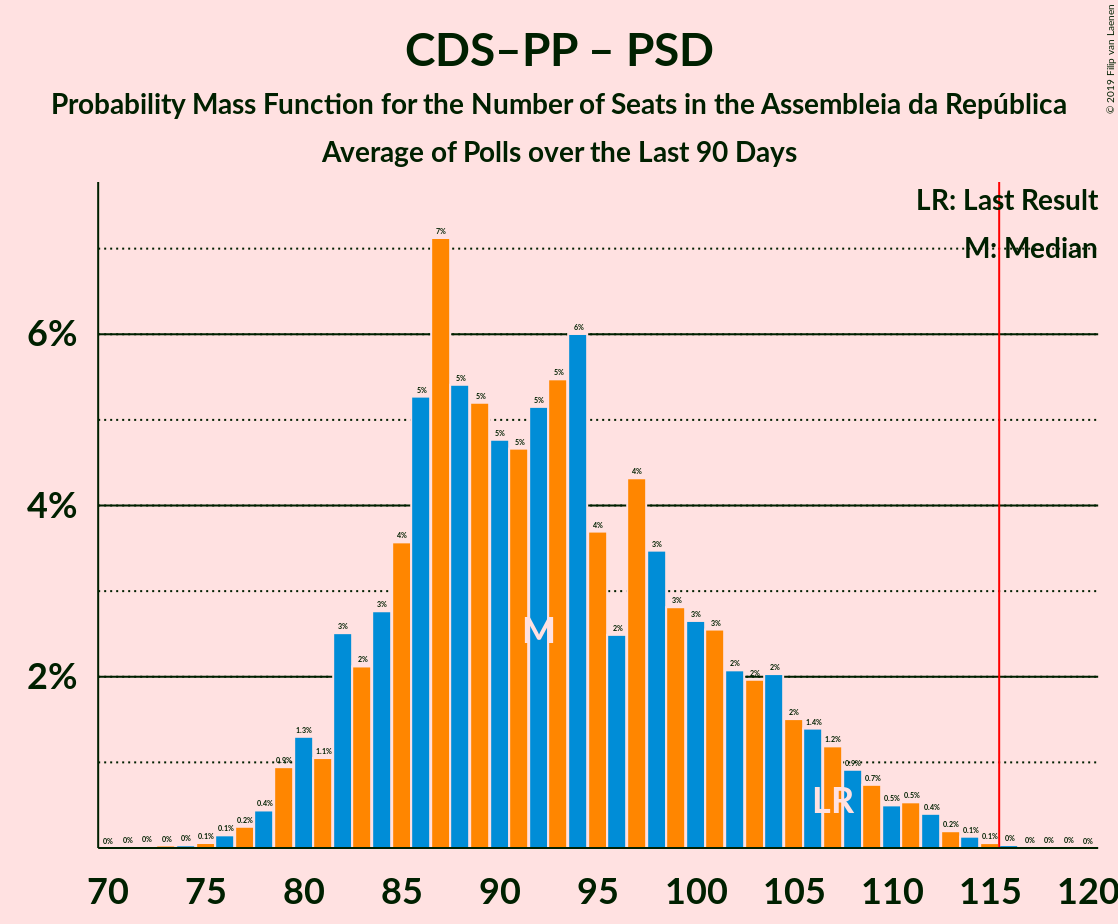 CDS–PP – PSD
Probability Mass Function for the Number of Seats in the Assembleia da República
Average of Polls over the Last 90 Days
© 2019 Filip van Laenen
LR: Last Result
M: Median
6%
4%
2%
0% 0% 0% 0% 0% 0.1% 0.1% 0.2% 0.4% 0.9% 1.3% 1.1% 3% 2% 3% 4% 5% 7% 5% 5% 5% 5% 5% 5% 6% 4% 2% 4% 3% 3% 3% 3% 2% 2% 2% 2% 1.4% 1.2% 0.9% 0.7% 0.5% 0.5% 0.4% 0.2% 0.1% 0.1% 0% 0% 0% 0% 0%
M
LR
70 75 80 85 90 95 100 105 110 115 120